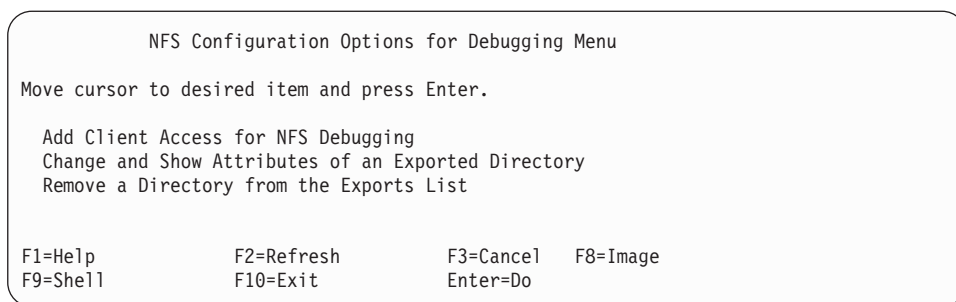 NFS Configuration Options for Debugging Menu
Move cursor to desired item and press Enter.
Add Client Access for NFS Debugging
Change and Show Attributes of an Exported Directory
Remove a Directory from the Exports List
F1=Help F2=Refresh F3=Cancel F8=Image
F9=Shell F10=Exit Enter=Do